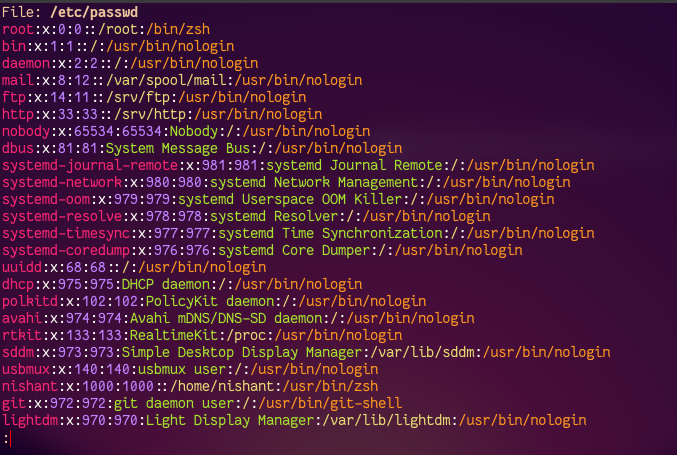 File: /etc/passwd
root:x:0:0::/root:/bin/zsh
bin:x:1:1::/:/usr/bin/nologin
daemon:x:2:2::/:/usr/bin/nologin
mail:x:8:12::/var/spool/mail:/usr/bin/nologin
ftp:x:14:11::/srv/ftp:/usr/bin/nologin
http:x:33:33::/srv/http:/usr/bin/nologin
nobody:x:65534:65534:Nobody:/:/usr/bin/nologin
dbus:x:81:81:System Message Bus:/:/usr/bin/nologin
systemd-journal-remote:x:981:981:systemd Journal Remote:/:/usr/bin/nologin
systemd-network:x:980:980:systemd Network Management:/:/usr/bin/nologin
systemd-oom:x:979:979:systemd Userspace OOM Killer:/:/usr/bin/nologin
systemd-resolve:x:978:978:systemd Resolver:/:/usr/bin/nologin
systemd-timesync:x:977:977:systemd Time Synchronization:/:/usr/bin/nologin
systemd-coredump:x:976:976:systemd Core Dumper:/:/usr/bin/nologin
uuidd:x:68:68::/:/usr/bin/nologin
dhcp:x:975:975:DHCP daemon:/:/usr/bin/nologin
polkitd:x:102:102:PolicyKit daemon:/:/usr/bin/nologin
avahi:x:974:974:Avahi mDNS/DNS-SD daemon:/:/usr/bin/nologin
rtkit:x:133:133:RealtimeKit:/proc:/usr/bin/nologin
sddm:x:973:973:Simple Desktop Display Manager:/var/lib/sddm:/usr/bin/nologin
usbmux:x:140:140:usbmux user:/:/usr/bin/nologin
nishant:x:1000:1000::/home/nishant:/usr/bin/zsh
git:x:972:972:git daemon user:/:/usr/bin/git-shell
lightdm:x:970:970:Light Display Manager:/var/lib/lightdm:/usr/bin/nologin
: